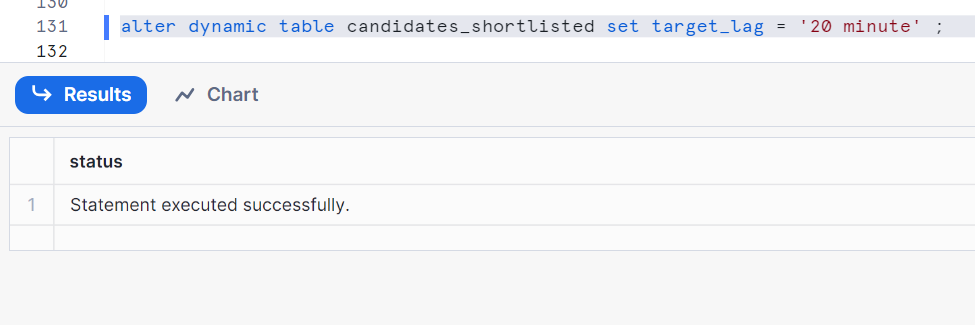 130
131 alter dynamic table candidates_shortlisted set target_lag = '20 minute' ;
132
Results Chart
status
1 Statement executed successfully.